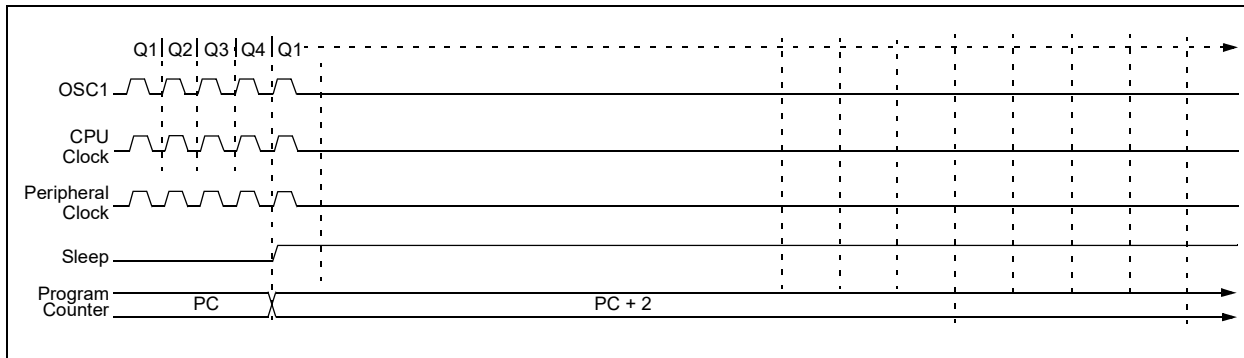 Q1 Q2 Q3 Q4 Q1
OSC1
CPU
Clock
Peripheral
Clock
Sleep
Program
Counter
PC
PC + 2